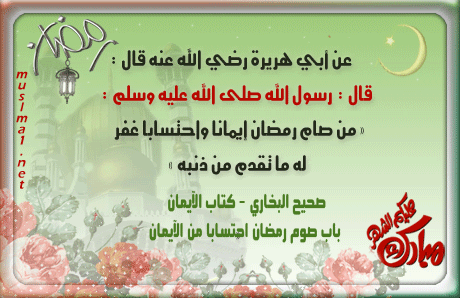 رمضان
عن أبي هريرة رضي الله عنه قال :
قال : رسول الله صلى الله عليه وسلم :
« من صام رمضان إيمانا واحتسابا غفر
له ما تقدم من ذنبه »
صحيح البخاري - كتاب الأيمان
باب صوم رمضان احتسابا من الأيمان
عليكم الشهر
مبارك
muslma1.net